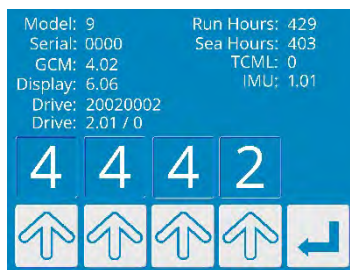 Model: 9
Serial: 0000
GCM: 4.02
Display: 6.06
Drive: 20020002
Drive: 2.01 / 0
Run Hours: 429
Sea Hours: 403
TCML: 0
IMU: 1.01
4 4 4 2